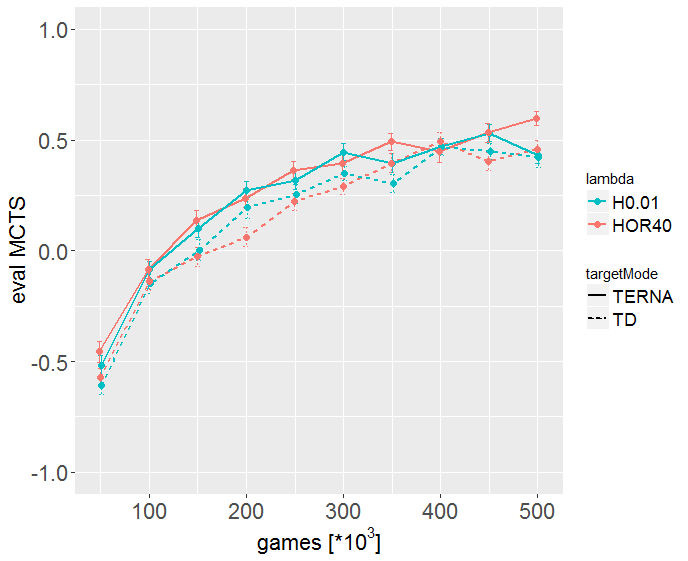 eval MCTS
1.0
0.5
0.0
-0.5
-1.0
100 200 300 400 500
games [*10³]
lambda
H0.01
HOR40
targetMode
TERNA
TD